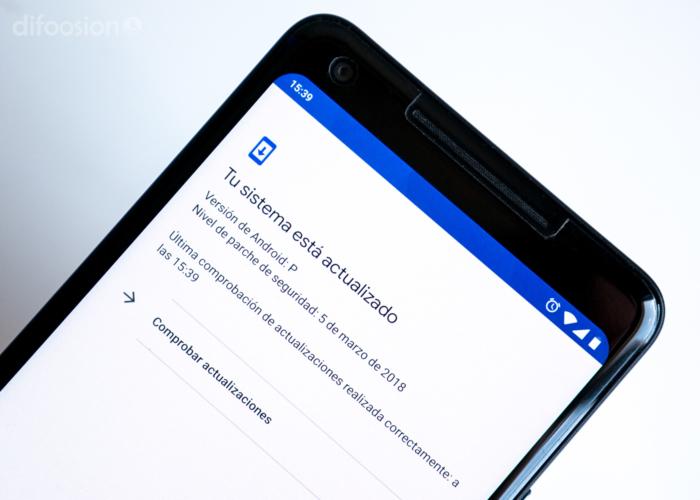 difoosion
15:39
Tu sistema está actualizado
Versión de Android: P
Nivel de parche de seguridad: 5 de marzo de 2018
Última comprobación de actualizaciones realizada correctamente: a
las 15:39
Comprobar actualizaciones